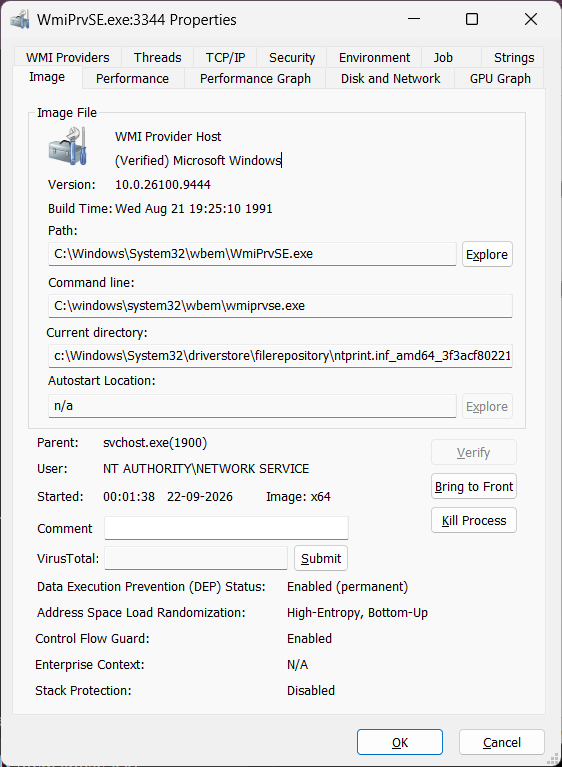 WmiPrvSE.exe:3344 Properties
WMI Providers Threads TCP/IP Security Environment Job Strings
Image Performance Performance Graph Disk and Network GPU Graph
Image File
WMI Provider Host
(Verified) Microsoft Windows
Version: 10.0.26100.9444
Build Time: Wed Aug 21 19:25:10 1991
Path:
C:\Windows\System32\wbem\WmiPrvSE.exe Explore
Command line:
C:\windows\system32\wbem\wmiprvse.exe
Current directory:
c:\Windows\System32\driverstore\filerepository\ntprint.inf_amd64_3f3acf80221
Autostart Location:
n/a Explore
Parent: svchost.exe(1900) Verify
User: NT AUTHORITY\NETWORK SERVICE
Started: 00:01:38 22-09-2026 Image: x64 Bring to Front
Comment Kill Process
VirusTotal: Submit
Data Execution Prevention (DEP) Status: Enabled (permanent)
Address Space Load Randomization: High-Entropy, Bottom-Up
Control Flow Guard: Enabled
Enterprise Context: N/A
Stack Protection: Disabled
OK Cancel